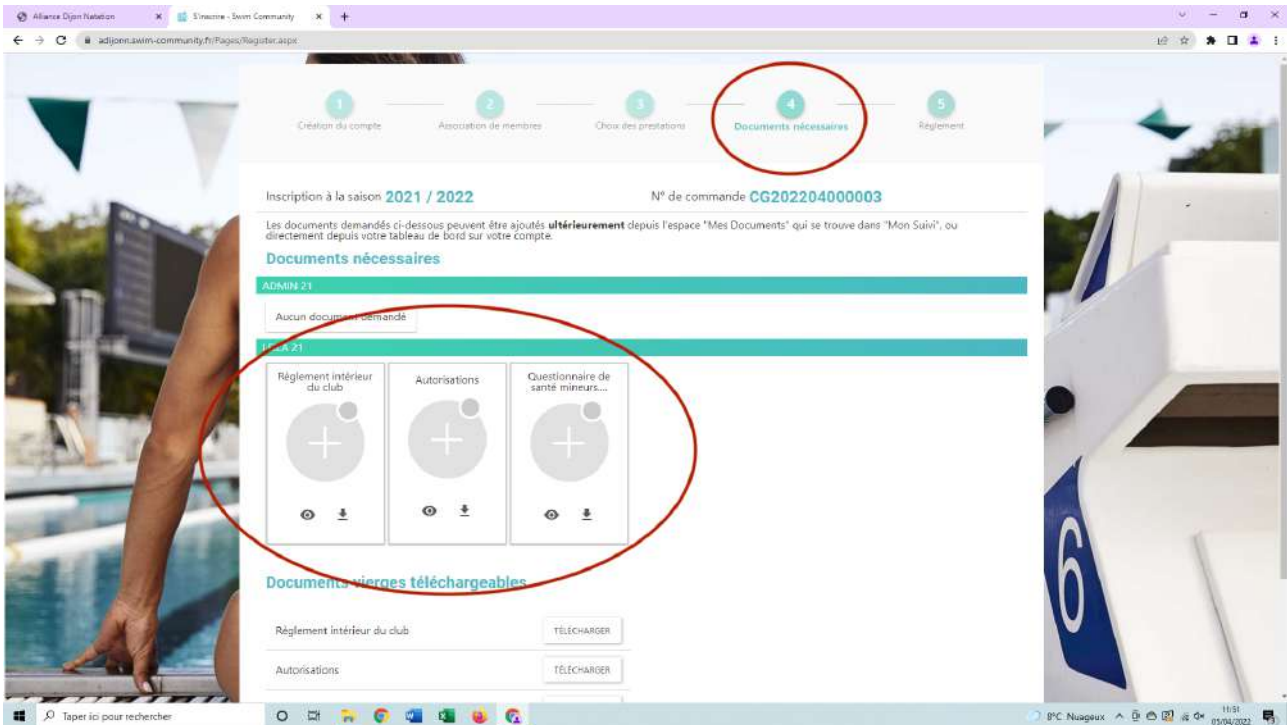 Alliance Dijon Natation
S'inscrire - Swim Community
adijonn.swim-community.fr/Pages/Register.aspx
1
2
3
4
5
Création du compte
Association de membres
Choix des prestations
Documents nécessaires
Règlement
Inscription à la saison 2021 / 2022
N° de commande CG202204000003
Les documents demandés ci-dessous peuvent être ajoutés ultérieurement depuis l'espace "Mes Documents" qui se trouve dans "Mon Suivi", ou
directement depuis votre tableau de bord sur votre compte.
Documents nécessaires
ADMIN 21
Aucun document demandé
21
Règlement intérieur
du club
Autorisations
Questionnaire de
santé mineurs....
Documents vierges téléchargeables
Règlement intérieur du club
TÉLÉCHARGER
Autorisations
TÉLÉCHARGER
6
Taper ici pour rechercher
8°C Nuageux
11:51
05/04/2022